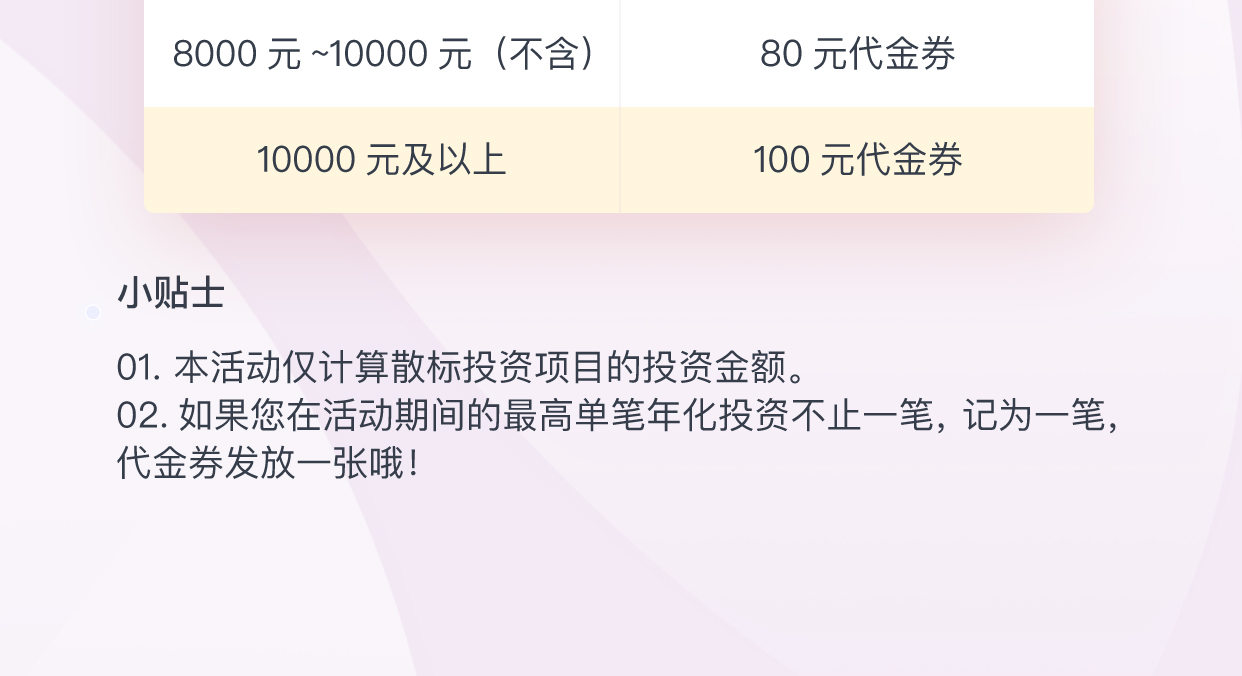 8000 元 ~10000 元（不含） 80 元代金券
10000 元及以上 100 元代金券
小贴士
01. 本活动仅计算散标投资项目的投资金额。
02. 如果您在活动期间的最高单笔年化投资不止一笔, 记为一笔,
代金券发放一张哦!